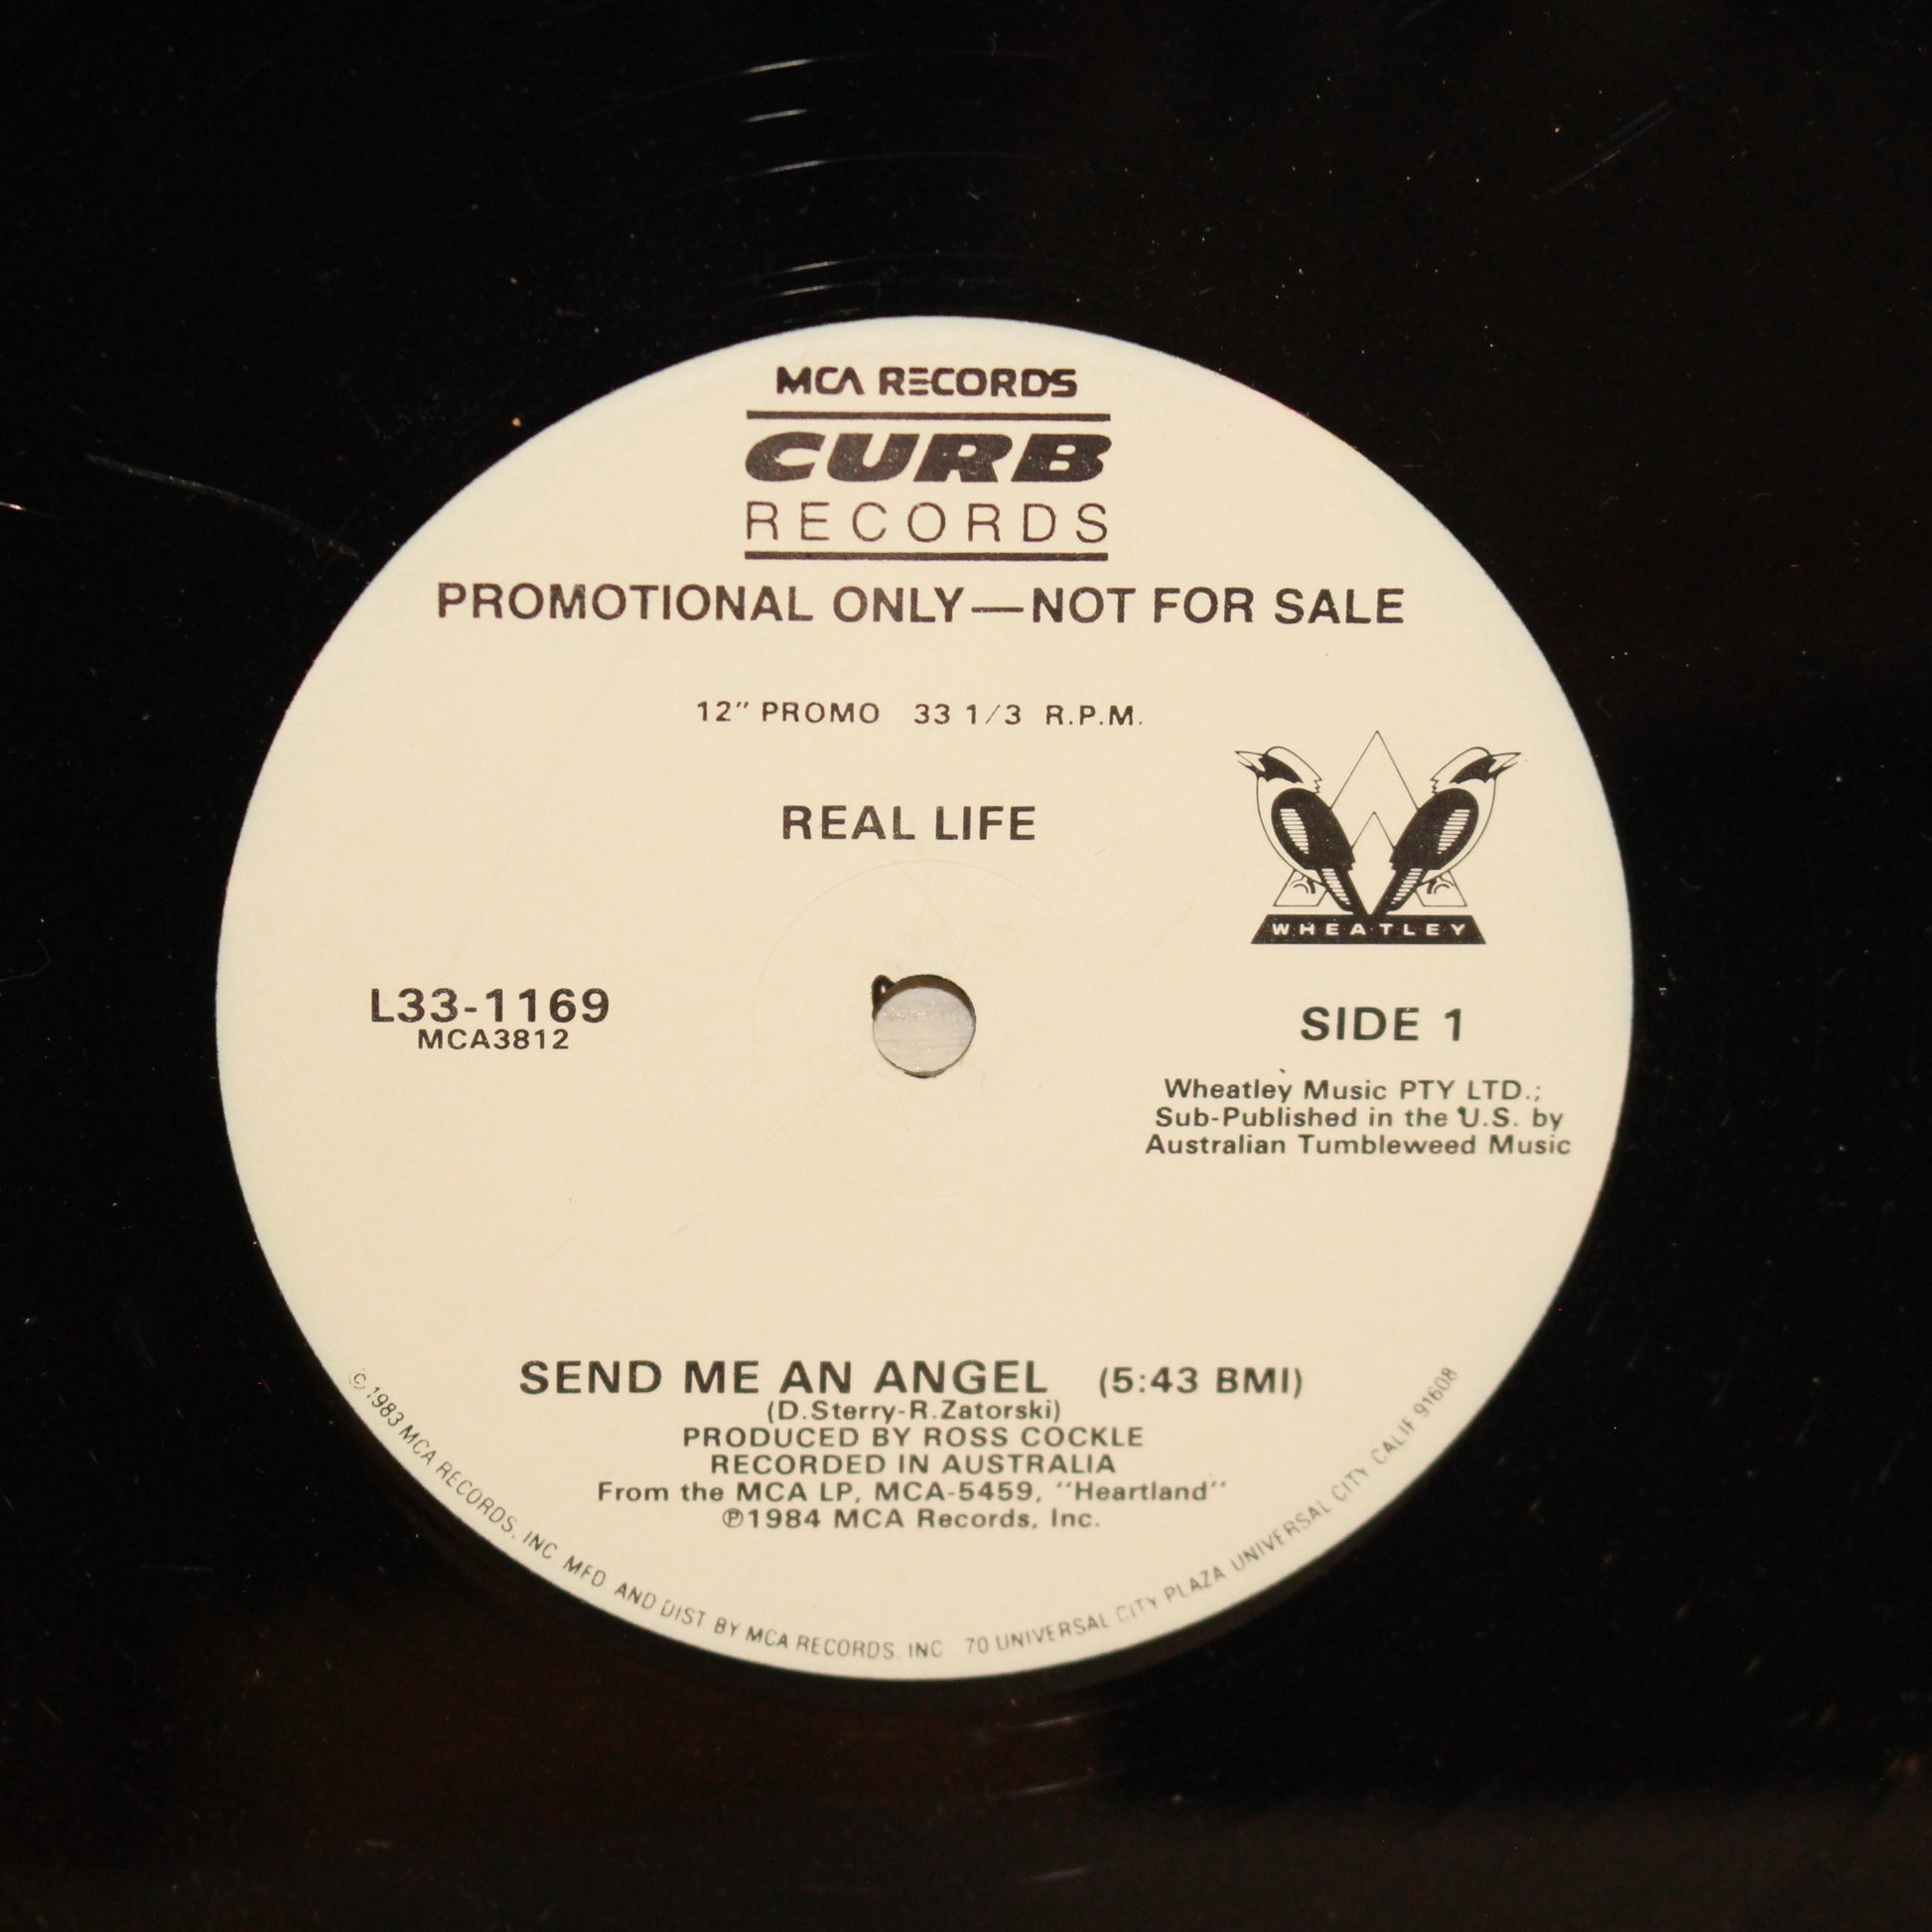 MCA RECORDS
CURB
RECORDS
PROMOTIONAL ONLY—NOT FOR SALE
12" PROMO 33 1/3 R.P.M.
REAL LIFE
WHEATLEY
L33-1169
MCA3812
SIDE 1
Wheatley Music PTY LTD.;
Sub-Published in the U.S. by
Australian Tumbleweed Music
SEND ME AN ANGEL (5:43 BMI)
(D.Sterry-R.Zatorski)
PRODUCED BY ROSS COCKLE
RECORDED IN AUSTRALIA
From the MCA LP, MCA-5459, "Heartland"
℗1984 MCA Records, Inc.
© 1983 MCA RECORDS, INC MFD AND DIST BY MCA RECORDS, INC 70 UNIVERSAL CITY PLAZA UNIVERSAL CITY CALIF 91608